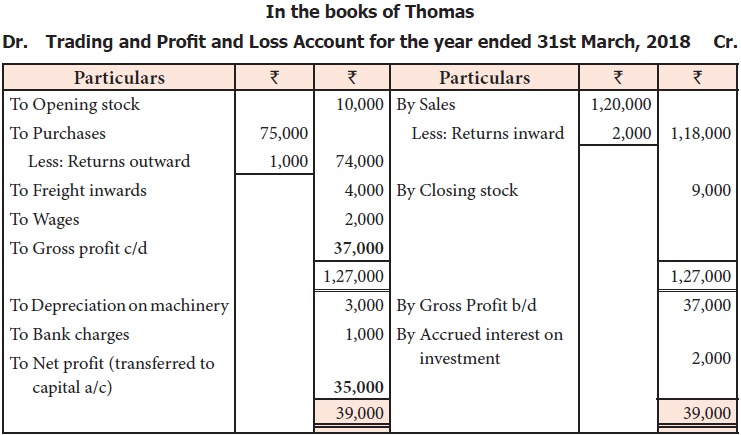 In the books of Thomas
Dr. Trading and Profit and Loss Account for the year ended 31st March, 2018 Cr.
Particulars ₹ ₹ Particulars ₹ ₹
To Opening stock 10,000 By Sales 1,20,000
To Purchases 75,000 Less: Returns inward 2,000 1,18,000
Less: Returns outward 1,000 74,000
To Freight inwards 4,000 By Closing stock 9,000
To Wages 2,000
To Gross profit c/d 37,000
1,27,000 1,27,000
To Depreciation on machinery 3,000 By Gross Profit b/d 37,000
To Bank charges 1,000 By Accrued interest on
To Net profit (transferred to investment 2,000
capital a/c) 35,000
39,000 39,000